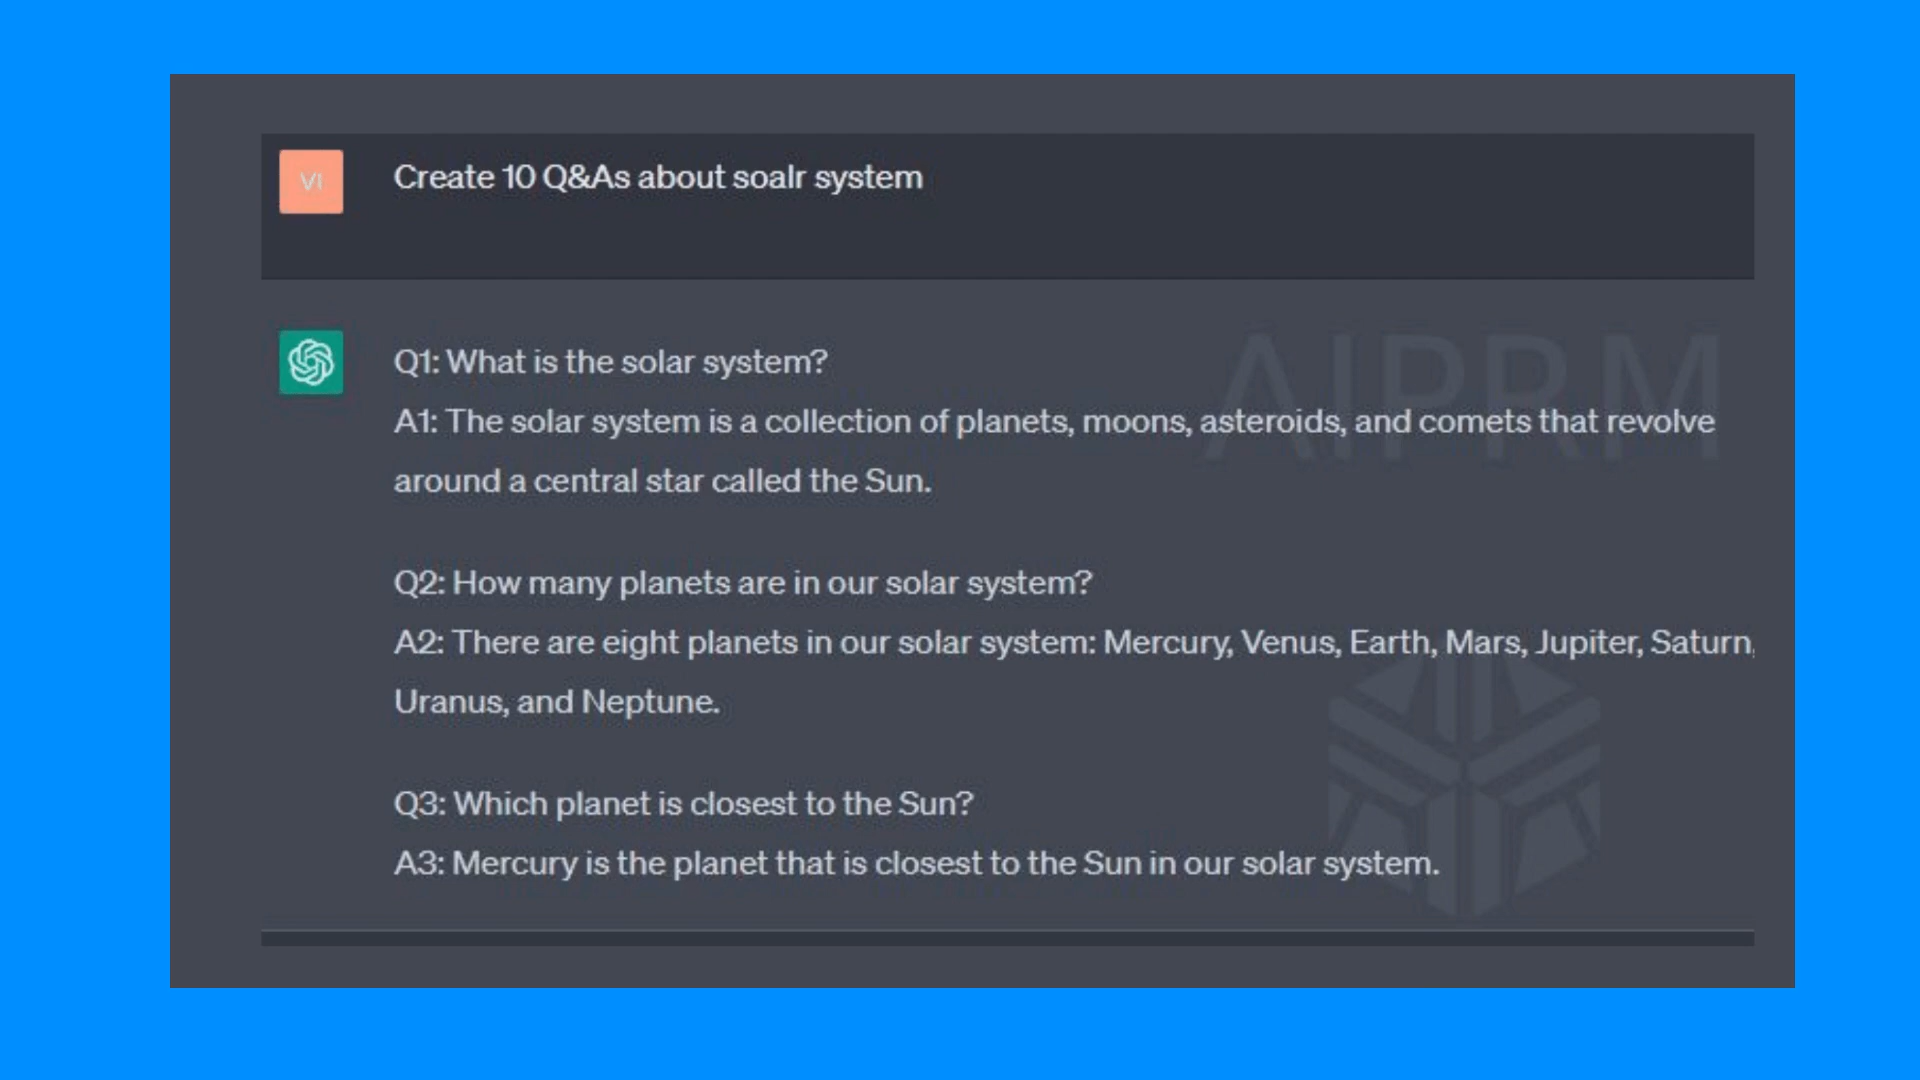 VI
Create 10 Q&As about soalr system
AIPRM
Q1: What is the solar system?
A1: The solar system is a collection of planets, moons, asteroids, and comets that revolve
around a central star called the Sun.
Q2: How many planets are in our solar system?
A2: There are eight planets in our solar system: Mercury, Venus, Earth, Mars, Jupiter, Saturn,
Uranus, and Neptune.
Q3: Which planet is closest to the Sun?
A3: Mercury is the planet that is closest to the Sun in our solar system.